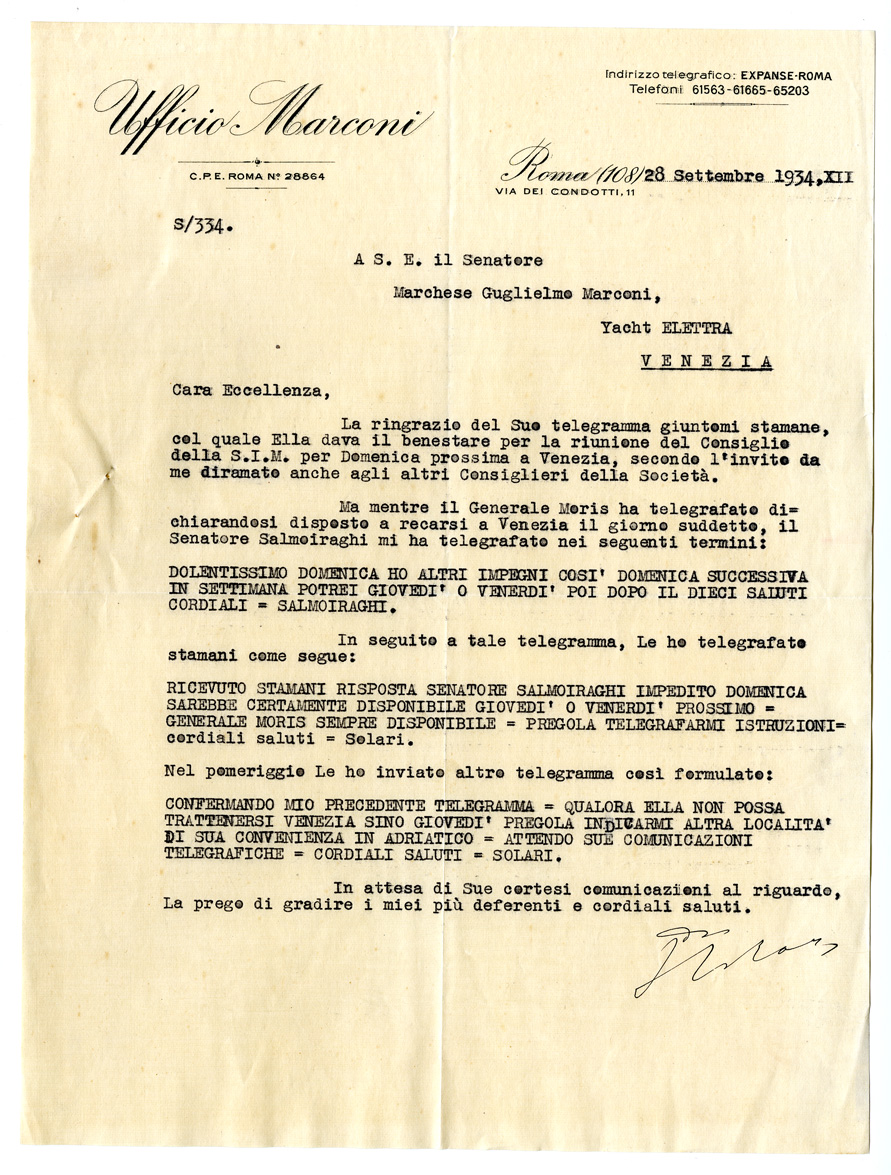 Ufficio Marconi
C.P.E. ROMA Nº 28864
Indirizzo telegrafico: EXPANSE-ROMA
Telefoni 61563-61665-65203
Roma (108) 28 Settembre 1934,XII
VIA DEI CONDOTTI, 11
S/334.
A S. E. il Senatore
Marchese Guglielmo Marconi,
Yacht ELETTRA
V E N E Z I A
Cara Eccellenza,
La ringrazio del Suo telegramma giuntomi stamane,
col quale Ella dava il benestare per la riunione del Consiglio
della S.I.M. per Domenica prossima a Venezia, secondo l'invito da
me diramato anche agli altri Consiglieri della Società.
Ma mentre il Generale Moris ha telegrafato di=
chiarandosi disposto a recarsi a Venezia il giorno suddetto, il
Senatore Salmoiraghi mi ha telegrafato nei seguenti termini:
DOLENTISSIMO DOMENICA HO ALTRI IMPEGNI COSI' DOMENICA SUCCESSIVA
IN SETTIMANA POTREI GIOVEDI' O VENERDI' POI DOPO IL DIECI SALUTI
CORDIALI = SALMOIRAGHI.
In seguito a tale telegramma, Le ho telegrafato
stamani come segue:
RICEVUTO STAMANI RISPOSTA SENATORE SALMOIRAGHI IMPEDITO DOMENICA
SAREBBE CERTAMENTE DISPONIBILE GIOVEDI' O VENERDI' PROSSIMO =
GENERALE MORIS SEMPRE DISPONIBILE = PREGOLA TELEGRAFARMI ISTRUZIONI=
cordiali saluti = Solari.
Nel pomeriggio Le ho inviato altro telegramma così formulato:
CONFERMANDO MIO PRECEDENTE TELEGRAMMA = QUALORA ELLA NON POSSA
TRATTENERSI VENEZIA SINO GIOVEDI' PREGOLA INDICARMI ALTRA LOCALITA'
DI SUA CONVENIENZA IN ADRIATICO = ATTENDO SUE COMUNICAZIONI
TELEGRAFICHE = CORDIALI SALUTI = SOLARI.
In attesa di Sue cortesi comunicazioni al riguardo,
La prego di gradire i miei più deferenti e cordiali saluti.